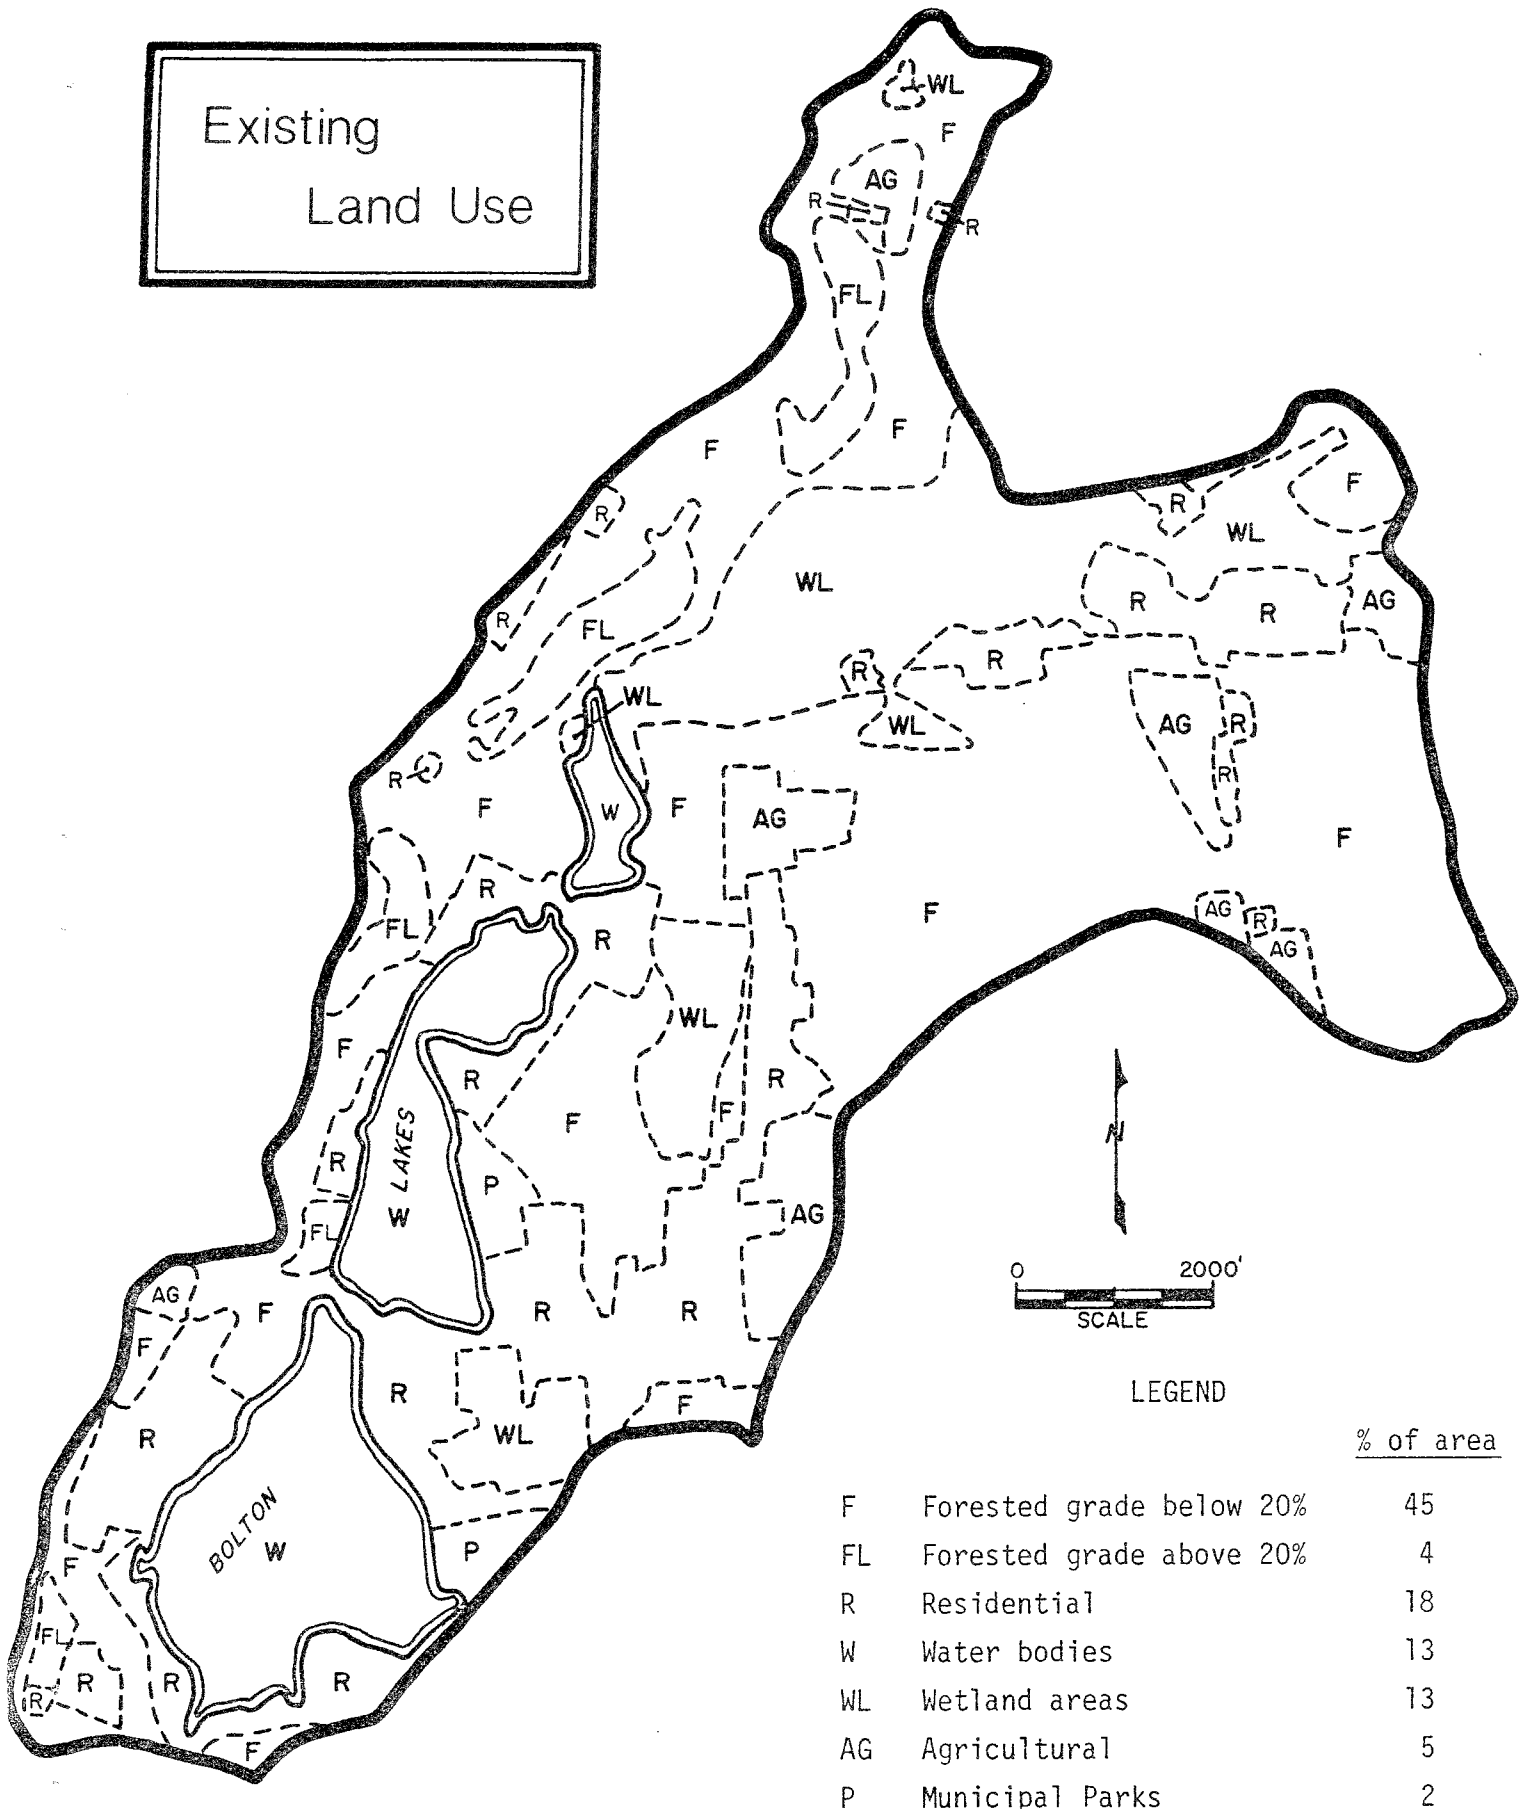 Existing
Land Use
WL
F
AG
R
R
FL
F
F
R
F
R
WL
WL
R
R
R
AG
R
FL
R
R
WL
WL
AG
R
R
R
F
W
F
AG
F
R
F
AG
R
AG
FL
R
WL
F
R
R
F
F
R
N
LAKES
W
P
FL
AG
0 2000'
SCALE
AG
F
R
R
F
R
F
WL
R
BOLTON
W
P
F
FL
R
R
R
R
F
LEGEND
% of area
F Forested grade below 20% 45
FL Forested grade above 20% 4
R Residential 18
W Water bodies 13
WL Wetland areas 13
AG Agricultural 5
P Municipal Parks 2